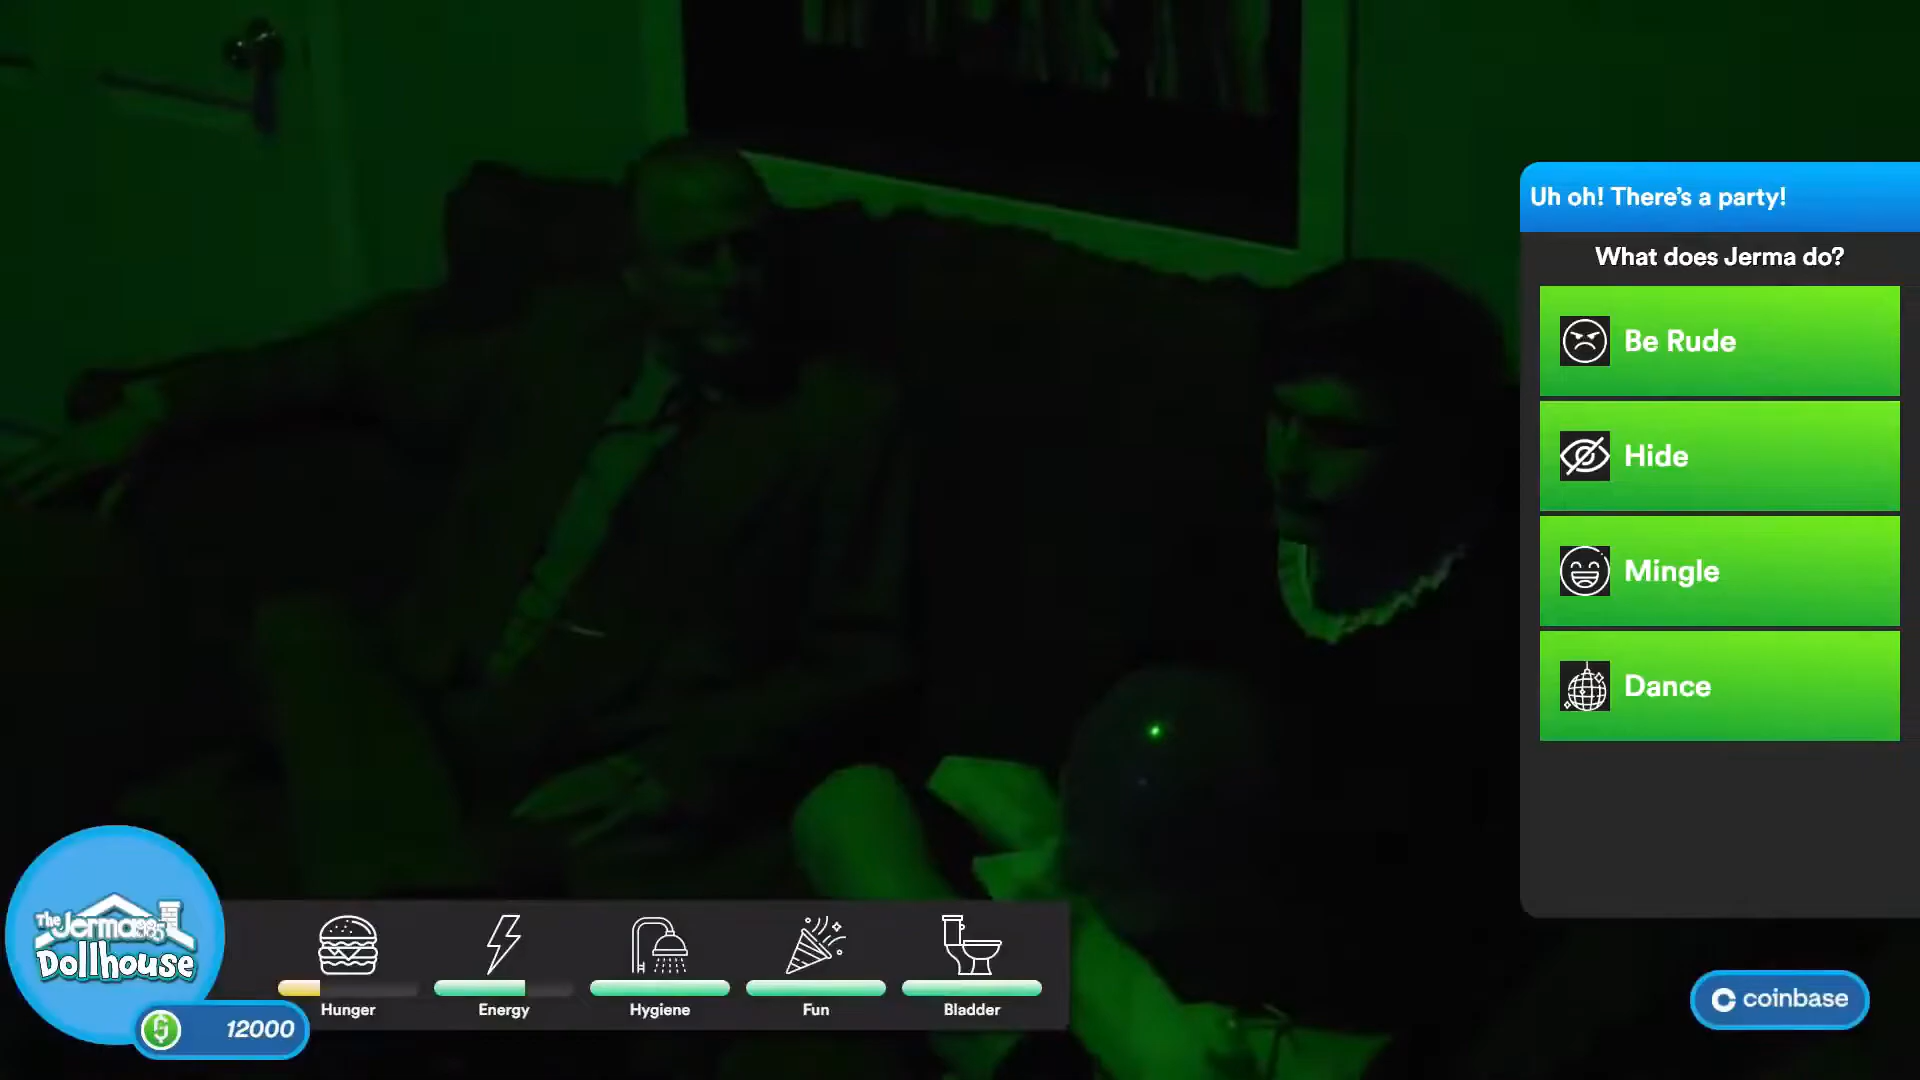 Uh oh! There's a party!
What does Jerma do?
Be Rude
Hide
Mingle
Dance
The
Jerma985
Dollhouse
12000
Hunger
Energy
Hygiene
Fun
Bladder
coinbase